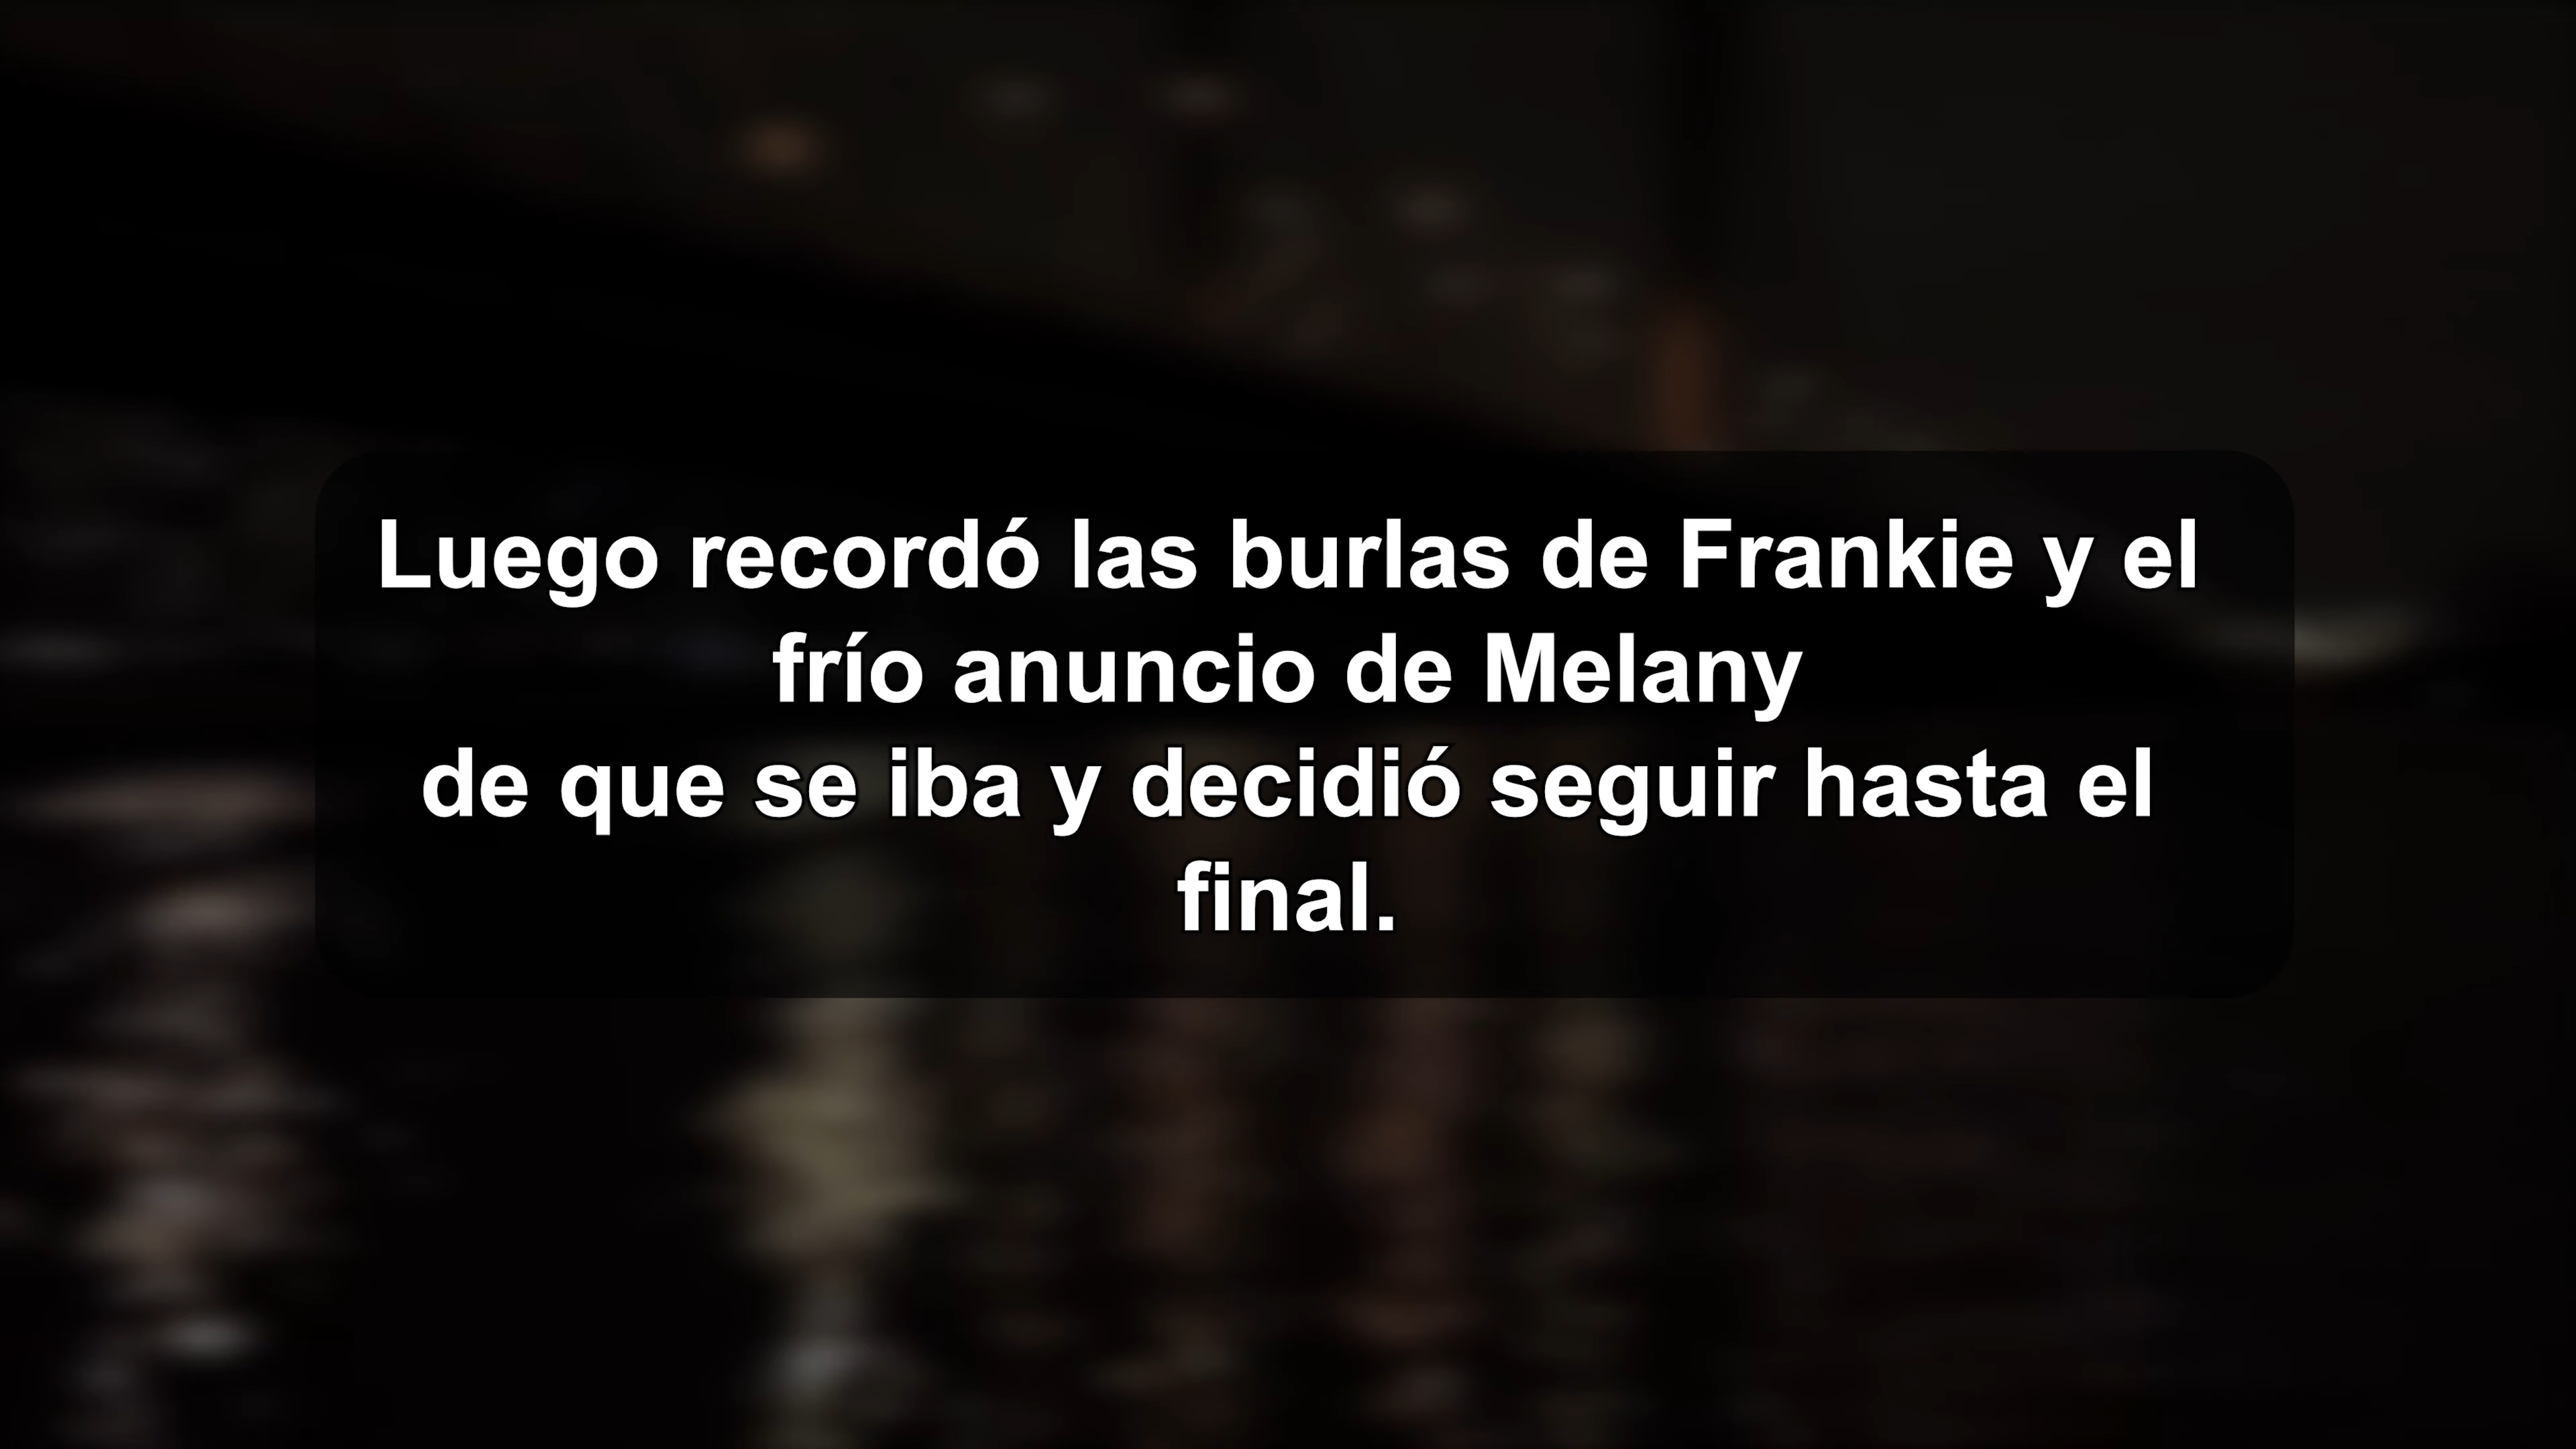 Luego recordó las burlas de Frankie y el
frío anuncio de Melany
de que se iba y decidió seguir hasta el
final.